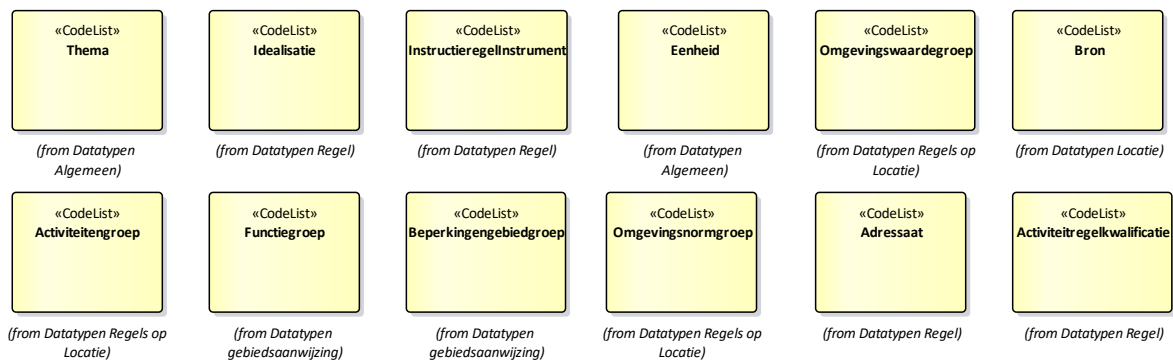 «CodeList»
Thema
(from Datatypen
Algemeen)
«CodeList»
Idealisatie
(from Datatypen Regel)
«CodeList»
InstructieregelInstrument
(from Datatypen Regel)
«CodeList»
Eenheid
(from Datatypen
Algemeen)
«CodeList»
Omgevingswaardegroep
(from Datatypen Regels op
Locatie)
«CodeList»
Bron
(from Datatypen Locatie)
«CodeList»
Activiteitengroep
(from Datatypen Regels op
Locatie)
«CodeList»
Functiegroep
(from Datatypen
gebiedsaanwijzing)
«CodeList»
Beperkingengebiedgroep
(from Datatypen
gebiedsaanwijzing)
«CodeList»
Omgevingsnormgroep
(from Datatypen Regels op
Locatie)
«CodeList»
Adressaat
(from Datatypen Regel)
«CodeList»
Activiteitregelkwalificatie
(from Datatypen Regel)